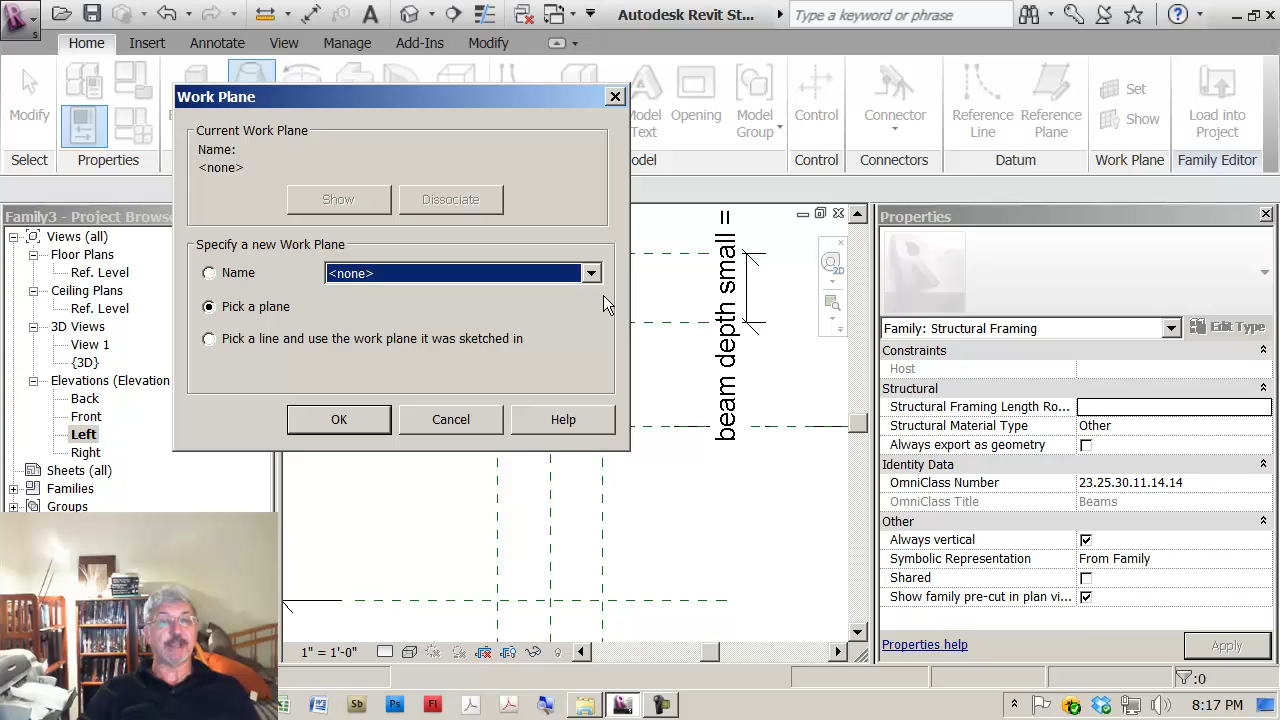 Autodesk Revit St...
Type a keyword or phrase
Home
Insert
Annotate
View
Manage
Add-Ins
Modify
Modify
Model
Text
Opening
Model
Group
Control
Connector
Reference
Line
Reference
Plane
Set
Show
Load into
Project
Select
Properties
Control
Connectors
Datum
Work Plane
Family Editor
Work Plane
Current Work Plane
Name:
<none>
Show
Dissociate
Specify a new Work Plane
Name
<none>
Pick a plane
Pick a line and use the work plane it was sketched in
OK
Cancel
Help
Family3 - Project Brows
Views (all)
Floor Plans
Ref. Level
Ceiling Plans
Ref. Level
3D Views
View 1
{3D}
Elevations (Elevation
Back
Front
Left
Right
Sheets (all)
Families
Groups
beam depth small =
2D
1" = 1'-0"
Properties
Family: Structural Framing
Edit Type
Constraints
Host
Structural
Structural Framing Length Ro...
Structural Material Type
Other
Always export as geometry
Identity Data
OmniClass Number
23.25.30.11.14.14
OmniClass Title
Beams
Other
Always vertical
Symbolic Representation
From Family
Shared
Show family pre-cut in plan vi...
Properties help
Apply
:0
Sb
Ps
Fl
8:17 PM